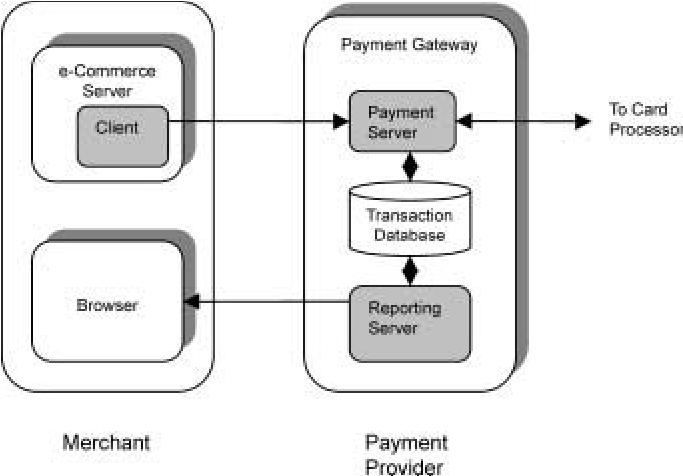 e-Commerce
Server
Client
Browser
Merchant
Payment Gateway
Payment
Server
Transaction
Database
Reporting
Server
Payment
Provider
To Card
Processor